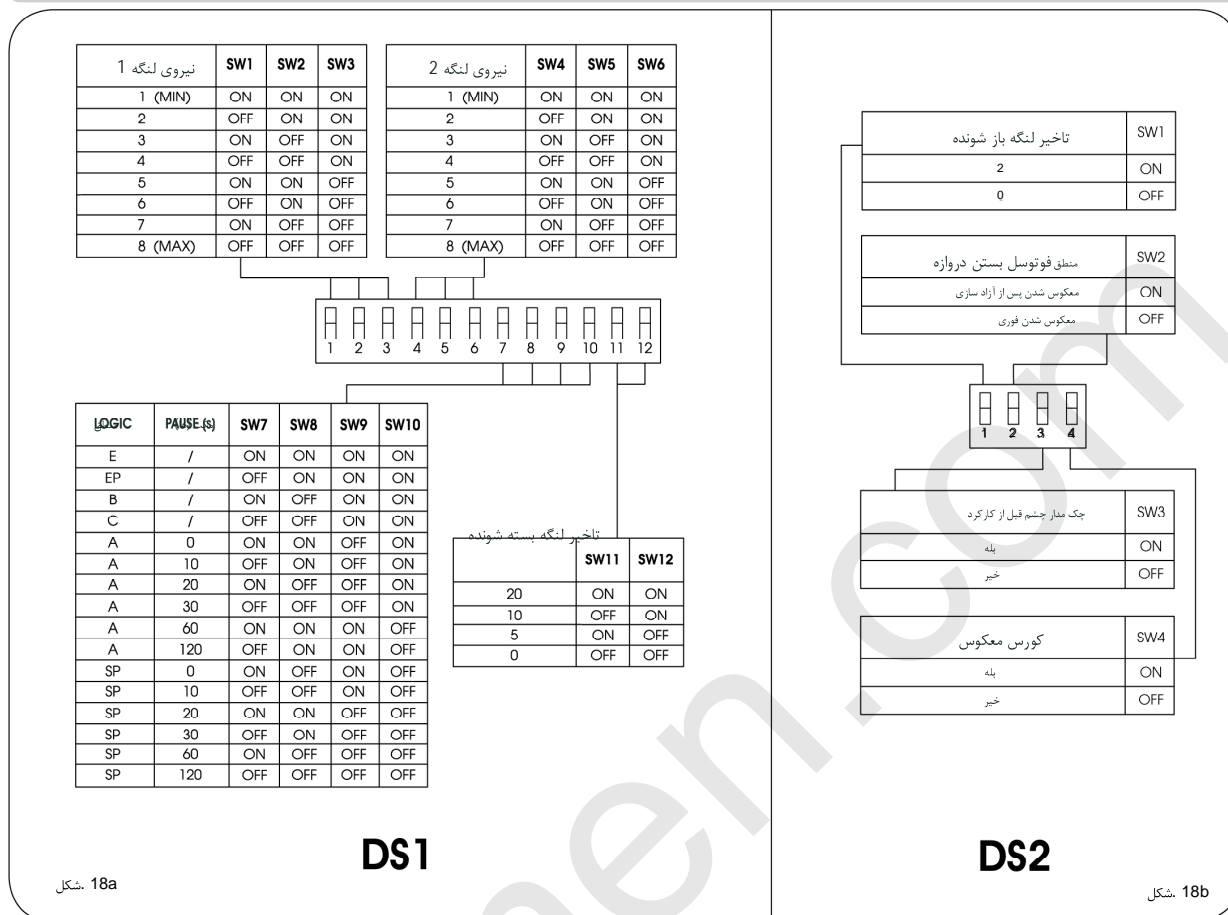 نیروی لنگه 1 SW1 SW2 SW3
1 (MIN) ON ON ON
2 OFF ON ON
3 ON OFF ON
4 OFF OFF ON
5 ON ON OFF
6 OFF ON OFF
7 ON OFF OFF
8 (MAX) OFF OFF OFF
نیروی لنگه 2 SW4 SW5 SW6
1 (MIN) ON ON ON
2 OFF ON ON
3 ON OFF ON
4 OFF OFF ON
5 ON ON OFF
6 OFF ON OFF
7 ON OFF OFF
8 (MAX) OFF OFF OFF
1 2 3 4 5 6 7 8 9 10 11 12
LOGIC PAUSE (s) SW7 SW8 SW9 SW10
E / ON ON ON ON
EP / OFF ON ON ON
B / ON OFF ON ON
C / OFF OFF ON ON
A 0 ON ON OFF ON
A 10 OFF ON OFF ON
A 20 ON OFF OFF ON
A 30 OFF OFF OFF ON
A 60 ON ON ON OFF
A 120 OFF ON ON OFF
SP 0 ON OFF ON OFF
SP 10 OFF OFF ON OFF
SP 20 ON ON OFF OFF
SP 30 OFF ON OFF OFF
SP 60 ON OFF OFF OFF
SP 120 OFF OFF OFF OFF
تاخیر لنگه بسته شونده
SW11 SW12
20 ON ON
10 OFF ON
5 ON OFF
0 OFF OFF
DS1
شکل. 18a
تاخیر لنگه باز شونده SW1
2 ON
0 OFF
منطق فوتوسل بستن دروازه SW2
معکوس شدن پس از آزاد سازی ON
معکوس شدن فوری OFF
1 2 3 4
چک مدار چشم قبل از کارکرد SW3
بله ON
خیر OFF
کورس معکوس SW4
بله ON
خیر OFF
DS2
شکل. 18b